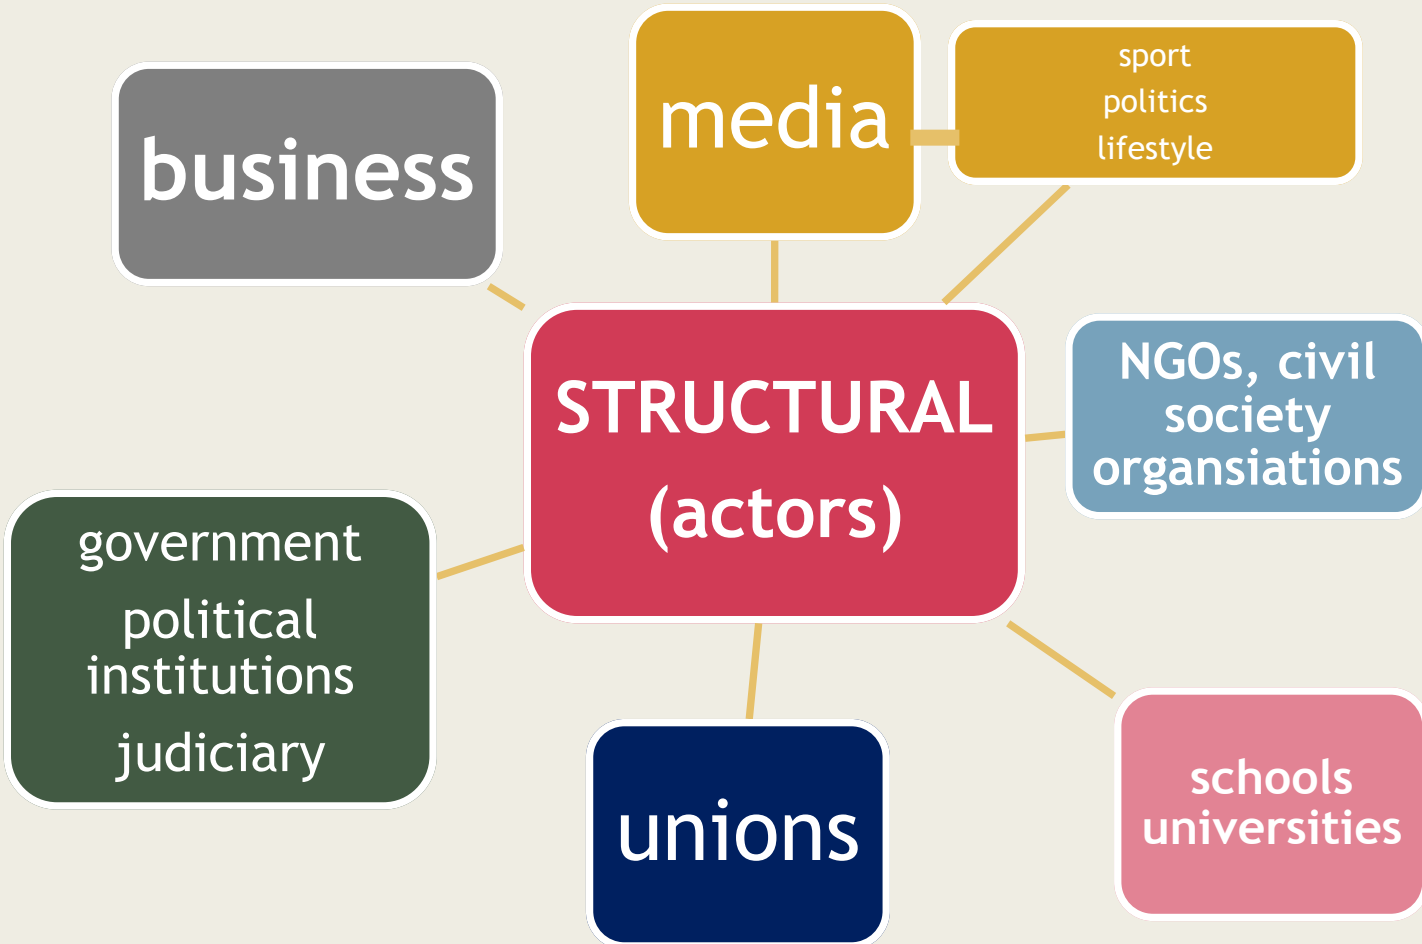 business
media
sport
politics
lifestyle
STRUCTURAL
(actors)
NGOs, civil
society
organsiations
government
political
institutions
judiciary
unions
schools
universities